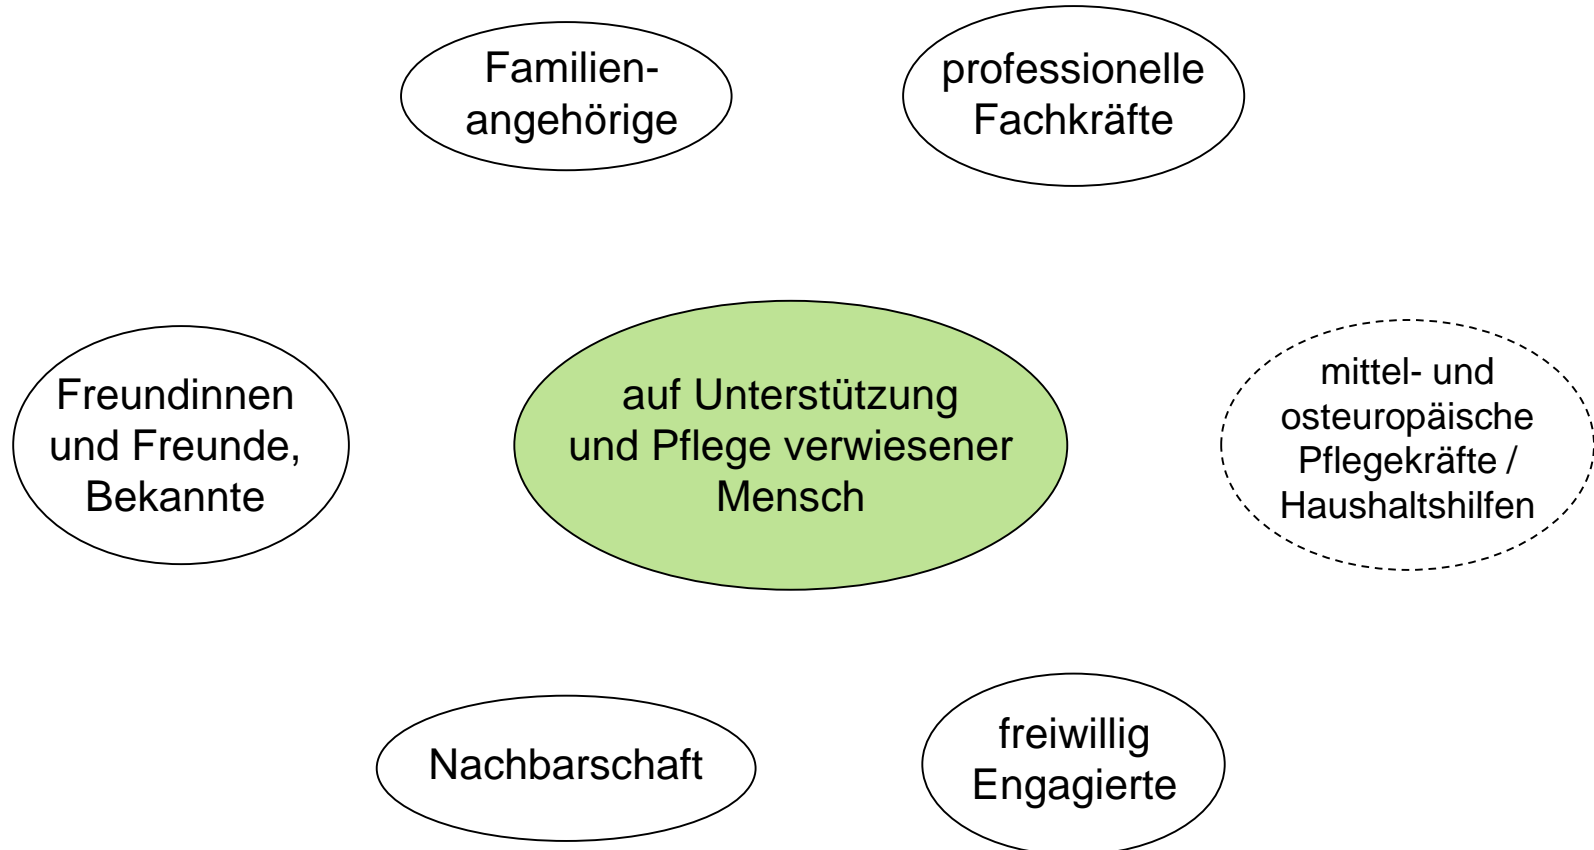 Familien-
angehörige
professionelle
Fachkräfte
Freundinnen
und Freunde,
Bekannte
auf Unterstützung
und Pflege verwiesener
Mensch
mittel- und
osteuropäische
Pflegekräfte /
Haushaltshilfen
Nachbarschaft
freiwillig
Engagierte